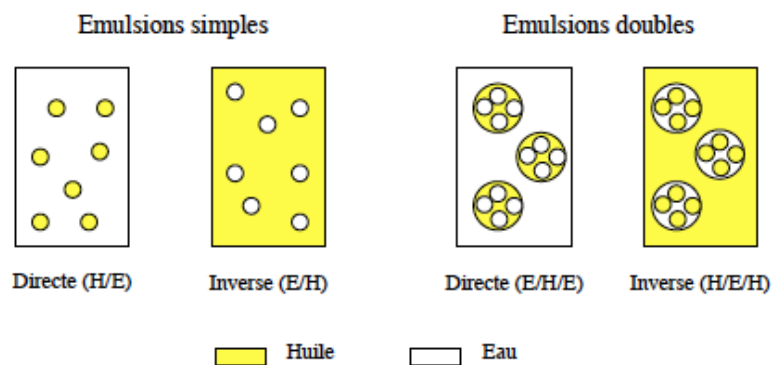 Emulsions simples
Emulsions doubles
Directe (H/E)
Inverse (E/H)
Directe (E/H/E)
Inverse (H/E/H)
Huile
Eau